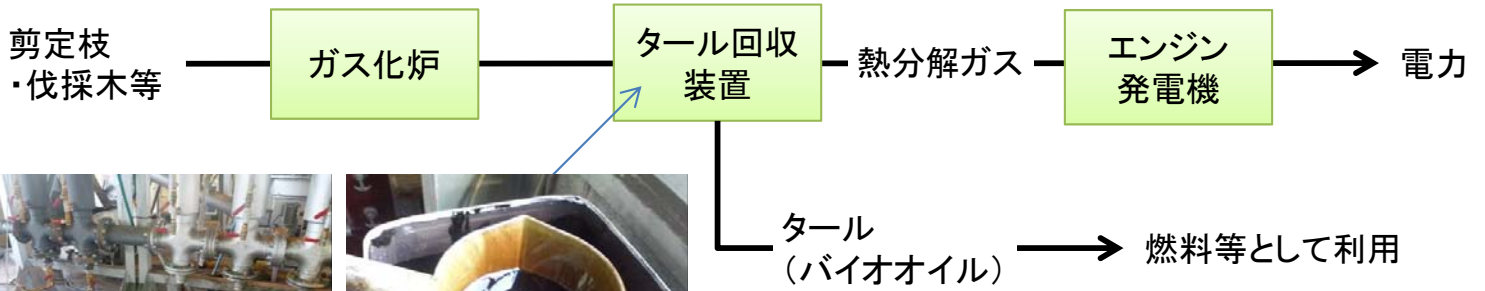 剪定枝
・伐採木等
ガス化炉
タール回収
装置
熱分解ガス
エンジン
発電機
電力
タール
(バイオオイル)
燃料等として利用